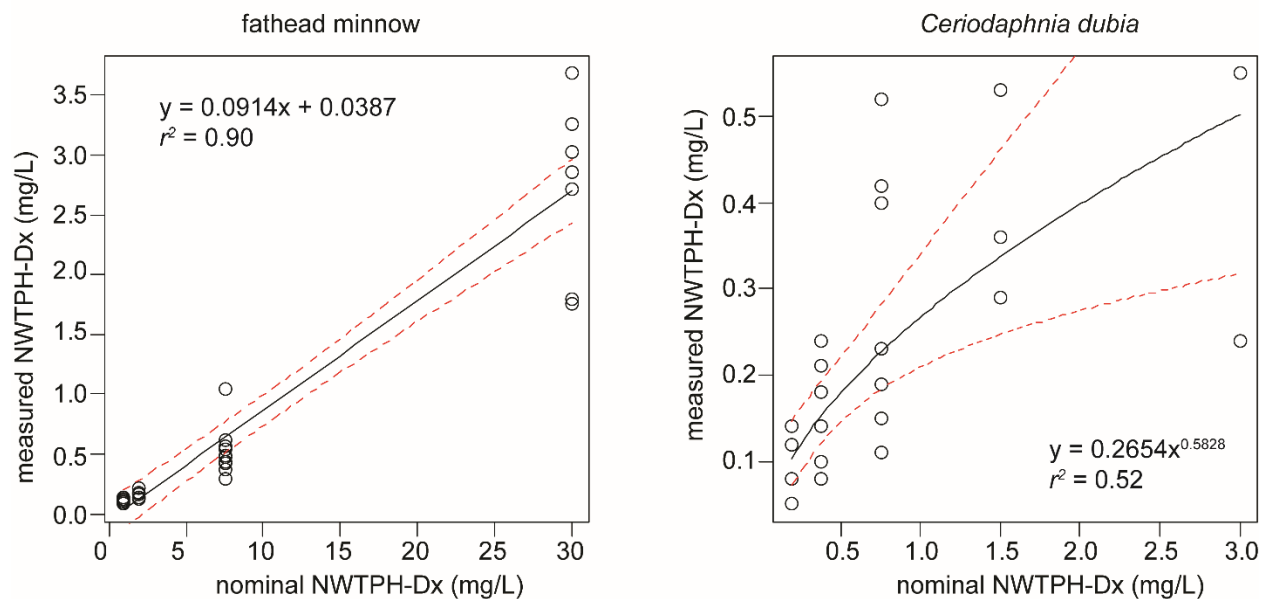 fathead minnow
y = 0.0914x + 0.0387
r² = 0.90
measured NWTPH-Dx (mg/L)
3.5
3.0
2.5
2.0
1.5
1.0
0.5
0.0
0 5 10 15 20 25 30
nominal NWTPH-Dx (mg/L)
Ceriodaphnia dubia
measured NWTPH-Dx (mg/L)
0.5
0.4
0.3
0.2
0.1
y = 0.2654x^0.5828
r² = 0.52
0.5 1.0 1.5 2.0 2.5 3.0
nominal NWTPH-Dx (mg/L)